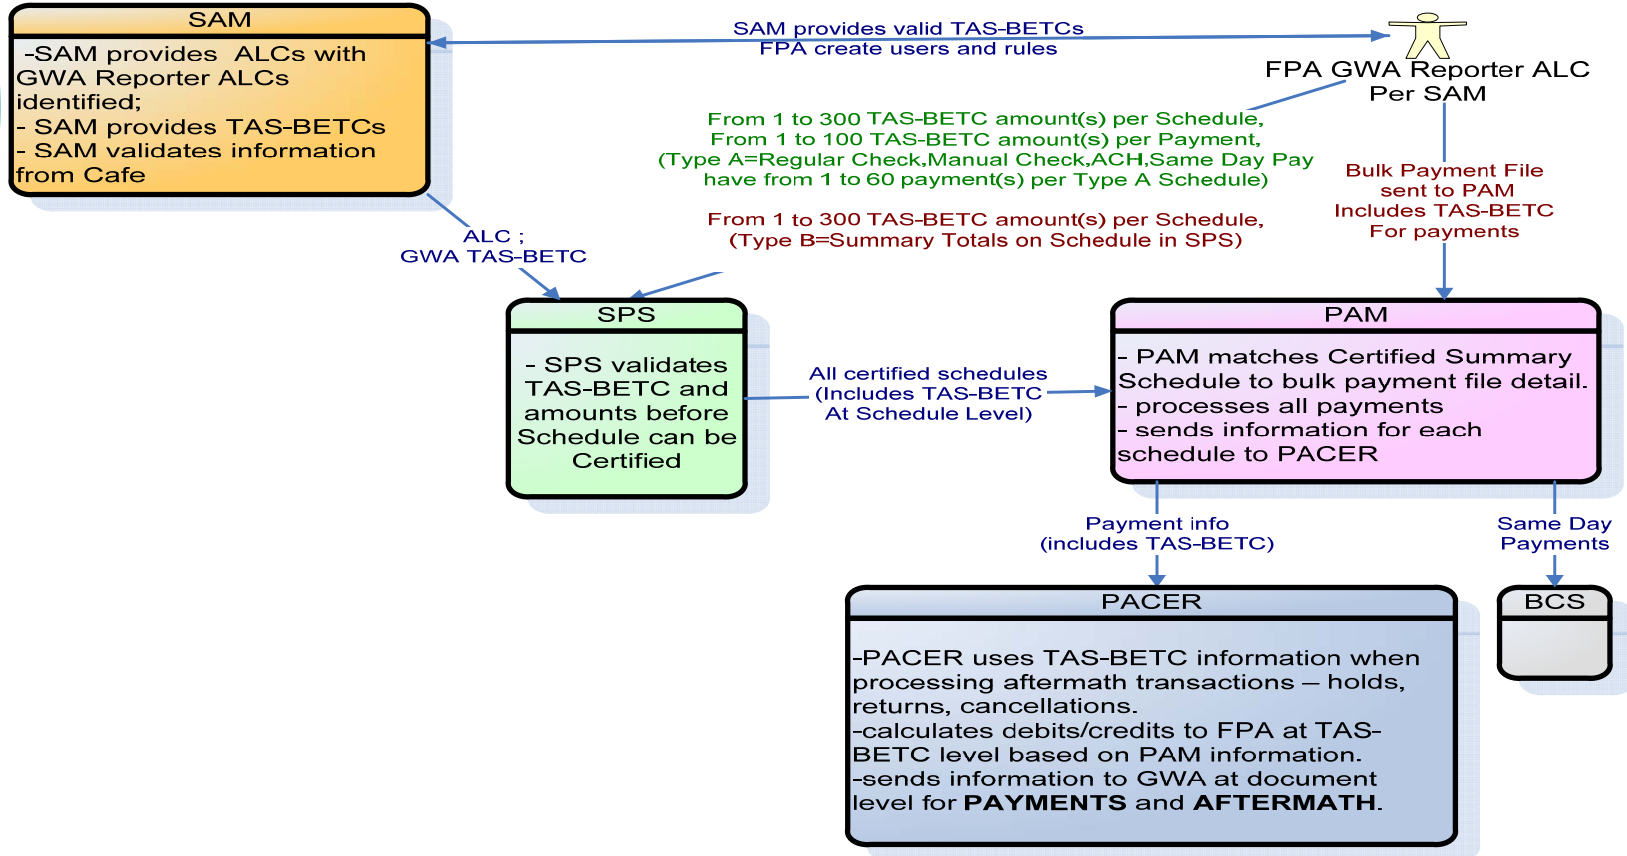 SAM
-SAM provides  ALCs with
GWA Reporter ALCs
identified;
- SAM provides TAS-BETCs
- SAM validates information
from Cafe
SAM provides valid TAS-BETCs
FPA create users and rules
FPA GWA Reporter ALC
Per SAM
From 1 to 300 TAS-BETC amount(s) per Schedule,
From 1 to 100 TAS-BETC amount(s) per Payment,
(Type A=Regular Check,Manual Check,ACH,Same Day Pay
have from 1 to 60 payment(s) per Type A Schedule)
From 1 to 300 TAS-BETC amount(s) per Schedule,
(Type B=Summary Totals on Schedule in SPS)
Bulk Payment File
sent to PAM
Includes TAS-BETC
For payments
ALC ;
GWA TAS-BETC
SPS
- SPS validates
TAS-BETC and
amounts before
Schedule can be
Certified
All certified schedules
(Includes TAS-BETC
At Schedule Level)
PAM
- PAM matches Certified Summary
Schedule to bulk payment file detail.
- processes all payments
- sends information for each
schedule to PACER
Payment info
(includes TAS-BETC)
Same Day
Payments
PACER
-PACER uses TAS-BETC information when
processing aftermath transactions – holds,
returns, cancellations.
-calculates debits/credits to FPA at TAS-
BETC level based on PAM information.
-sends information to GWA at document
level for PAYMENTS and AFTERMATH.
BCS